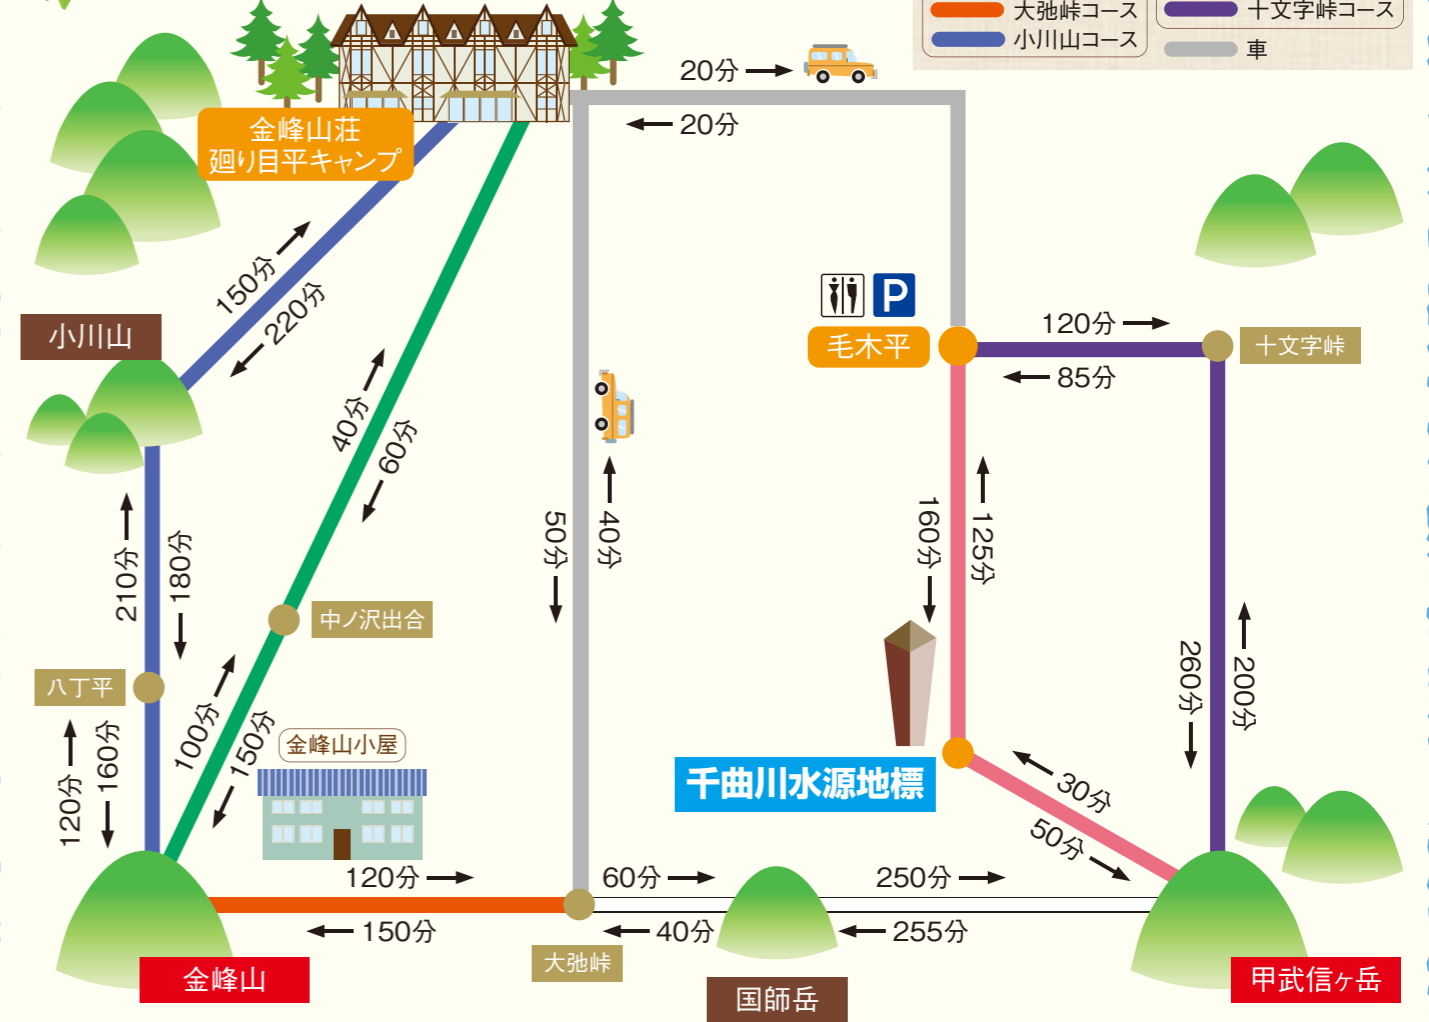 大弛峠コース
十文字峠コース
小川山コース
車
20分
20分
金峰山荘
廻り目平キャンプ
150分
220分
小川山
P
毛木平
120分
85分
十文字峠
40分
60分
210分
180分
50分
40分
160分
125分
260分
200分
中ノ沢出合
八丁平
100分
150分
120分
160分
金峰山小屋
千曲川水源地標
30分
50分
120分
150分
60分
40分
250分
255分
大弛峠
金峰山
国師岳
甲武信ヶ岳